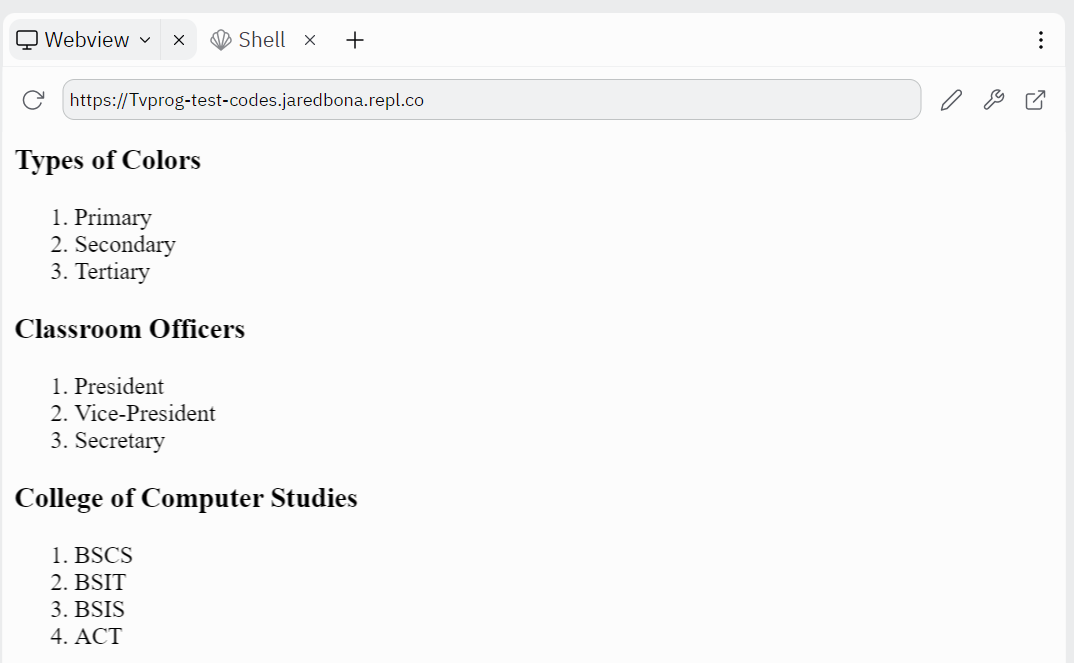 Webview Shell
https://Tvprog-test-codes.jaredbona.repl.co
Types of Colors
1. Primary
2. Secondary
3. Tertiary
Classroom Officers
1. President
2. Vice-President
3. Secretary
College of Computer Studies
1. BSCS
2. BSIT
3. BSIS
4. ACT